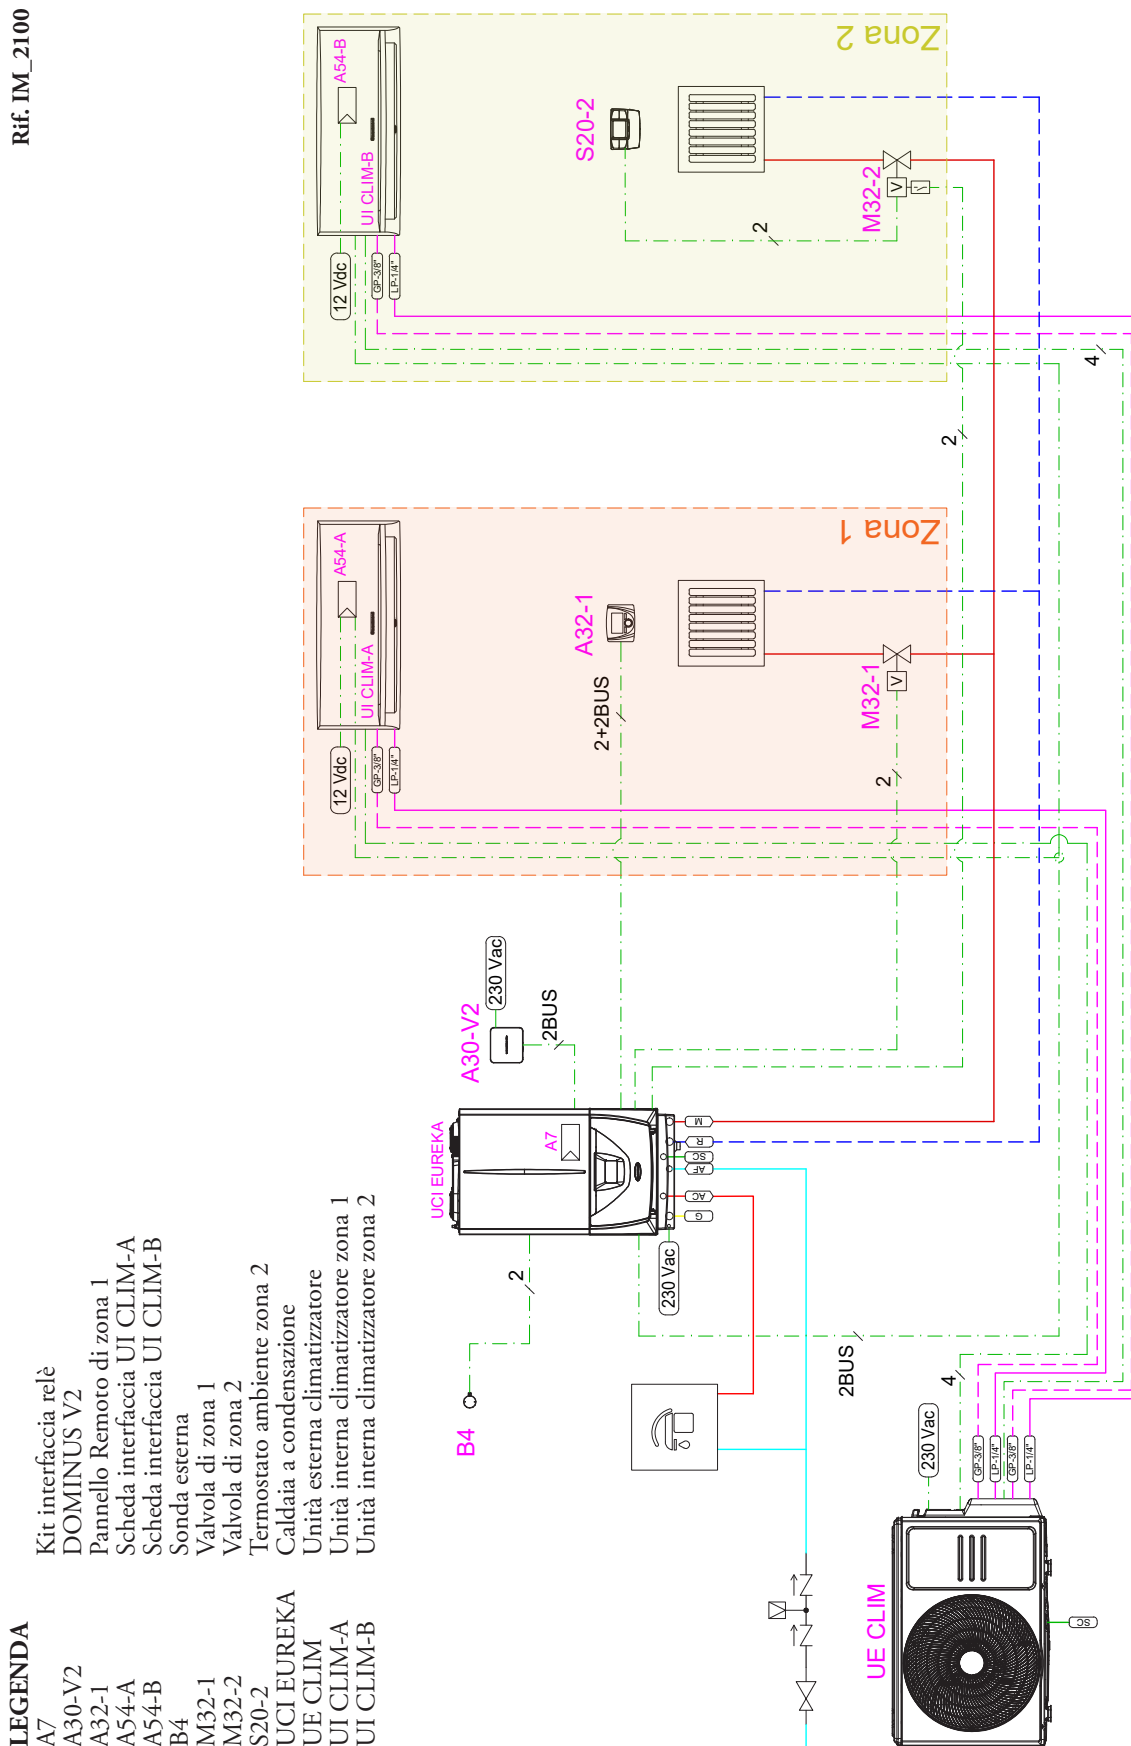 Rif. IM_2100
LEGENDA
A7 Kit interfaccia relè
A30-V2 DOMINUS V2
A32-1 Pannello Remoto di zona 1
A54-A Scheda interfaccia UI CLIM-A
A54-B Scheda interfaccia UI CLIM-B
B4 Sonda esterna
M32-1 Valvola di zona 1
M32-2 Valvola di zona 2
S20-2 Termostato ambiente zona 2
UCI EUREKA Caldaia a condensazione
UE CLIM Unità esterna climatizzatore
UI CLIM-A Unità interna climatizzatore zona 1
UI CLIM-B Unità interna climatizzatore zona 2
Zona 2
A54-B
UI CLIM-B
12 Vdc
GP-3/8"
LP-1/4"
S20-2
2
M32-2
V
4
2
Zona 1
A54-A
UI CLIM-A
12 Vdc
GP-3/8"
LP-1/4"
A32-1
2+2BUS
M32-1
V
2
A30-V2
230 Vac
2BUS
UCI EUREKA
A7
M
R
SC
AF
AC
G
230 Vac
2
B4
2BUS
4
230 Vac
GP-3/8"
LP-1/4"
GP-3/8"
LP-1/4"
UE CLIM
SC